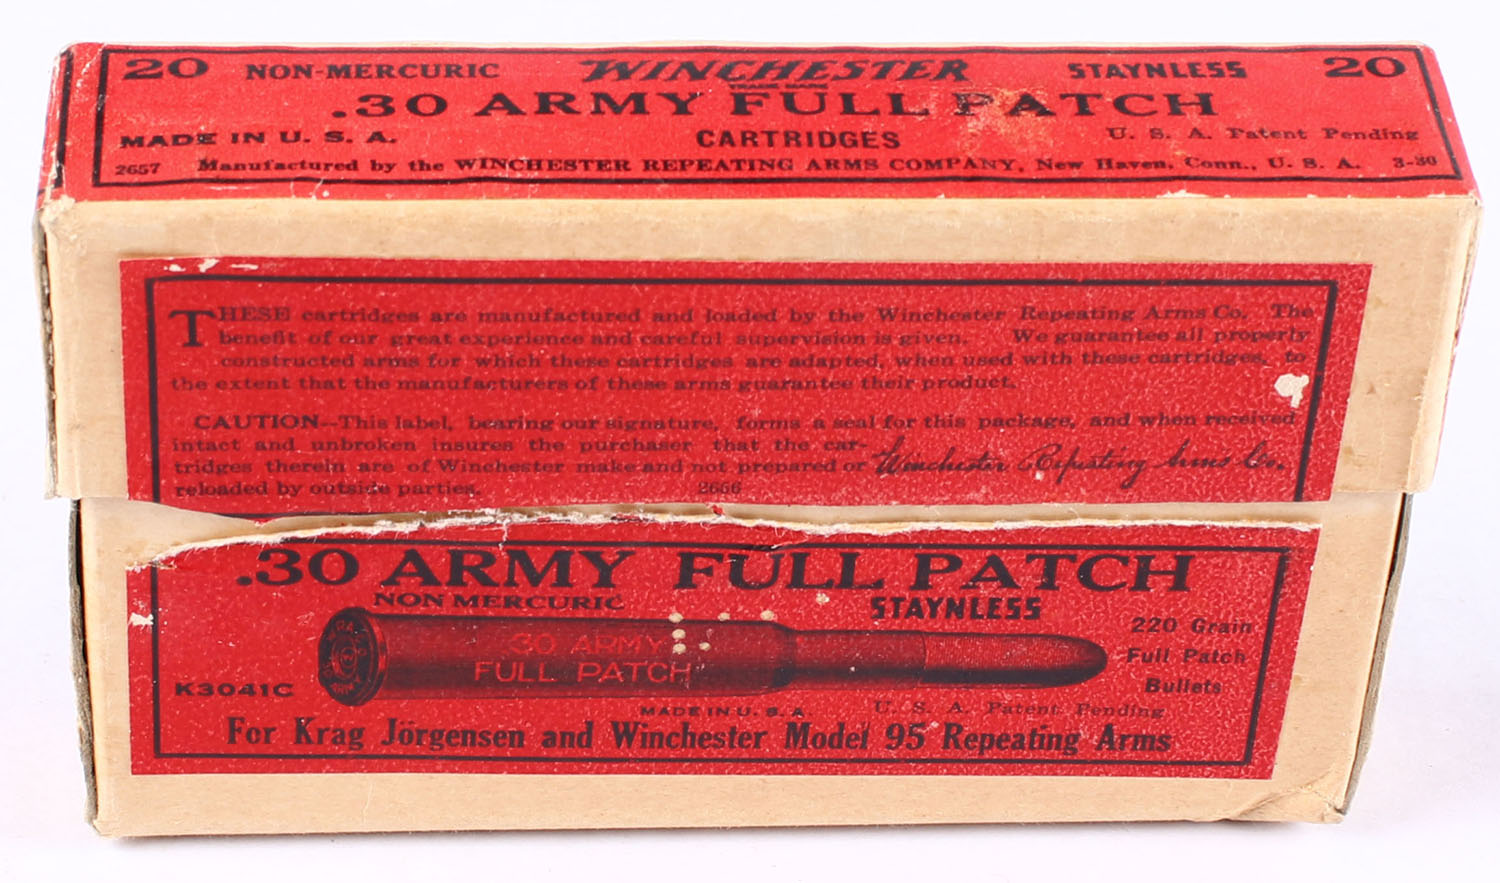 20 NON-MERCURIC WINCHESTER STAYNLESS 20
TRADE MARK
.30 ARMY FULL PATCH
MADE IN U. S. A. CARTRIDGES U. S. A. Patent Pending
2657 Manufactured by the WINCHESTER REPEATING ARMS COMPANY, New Haven, Conn., U. S. A. 3-30
THESE cartridges are manufactured and loaded by the Winchester Repeating Arms Co. The
benefit of our great experience and careful supervision is given. We guarantee all properly
constructed arms for which these cartridges are adapted, when used with these cartridges, to
the extent that the manufacturers of these arms guarantee their product.
CAUTION--This label, bearing our signature, forms a seal for this package, and when received
intact and unbroken insures the purchaser that the car-
tridges therein are of Winchester make and not prepared or Winchester Repeating Arms Co.
reloaded by outside parties. 2656
.30 ARMY FULL PATCH
NON MERCURIC STAYNLESS
30 ARMY
FULL PATCH
220 Grain
Full Patch
Bullets
K3041C
MADE IN U. S. A. U. S. A. Patent Pending
For Krag Jörgensen and Winchester Model 95 Repeating Arms